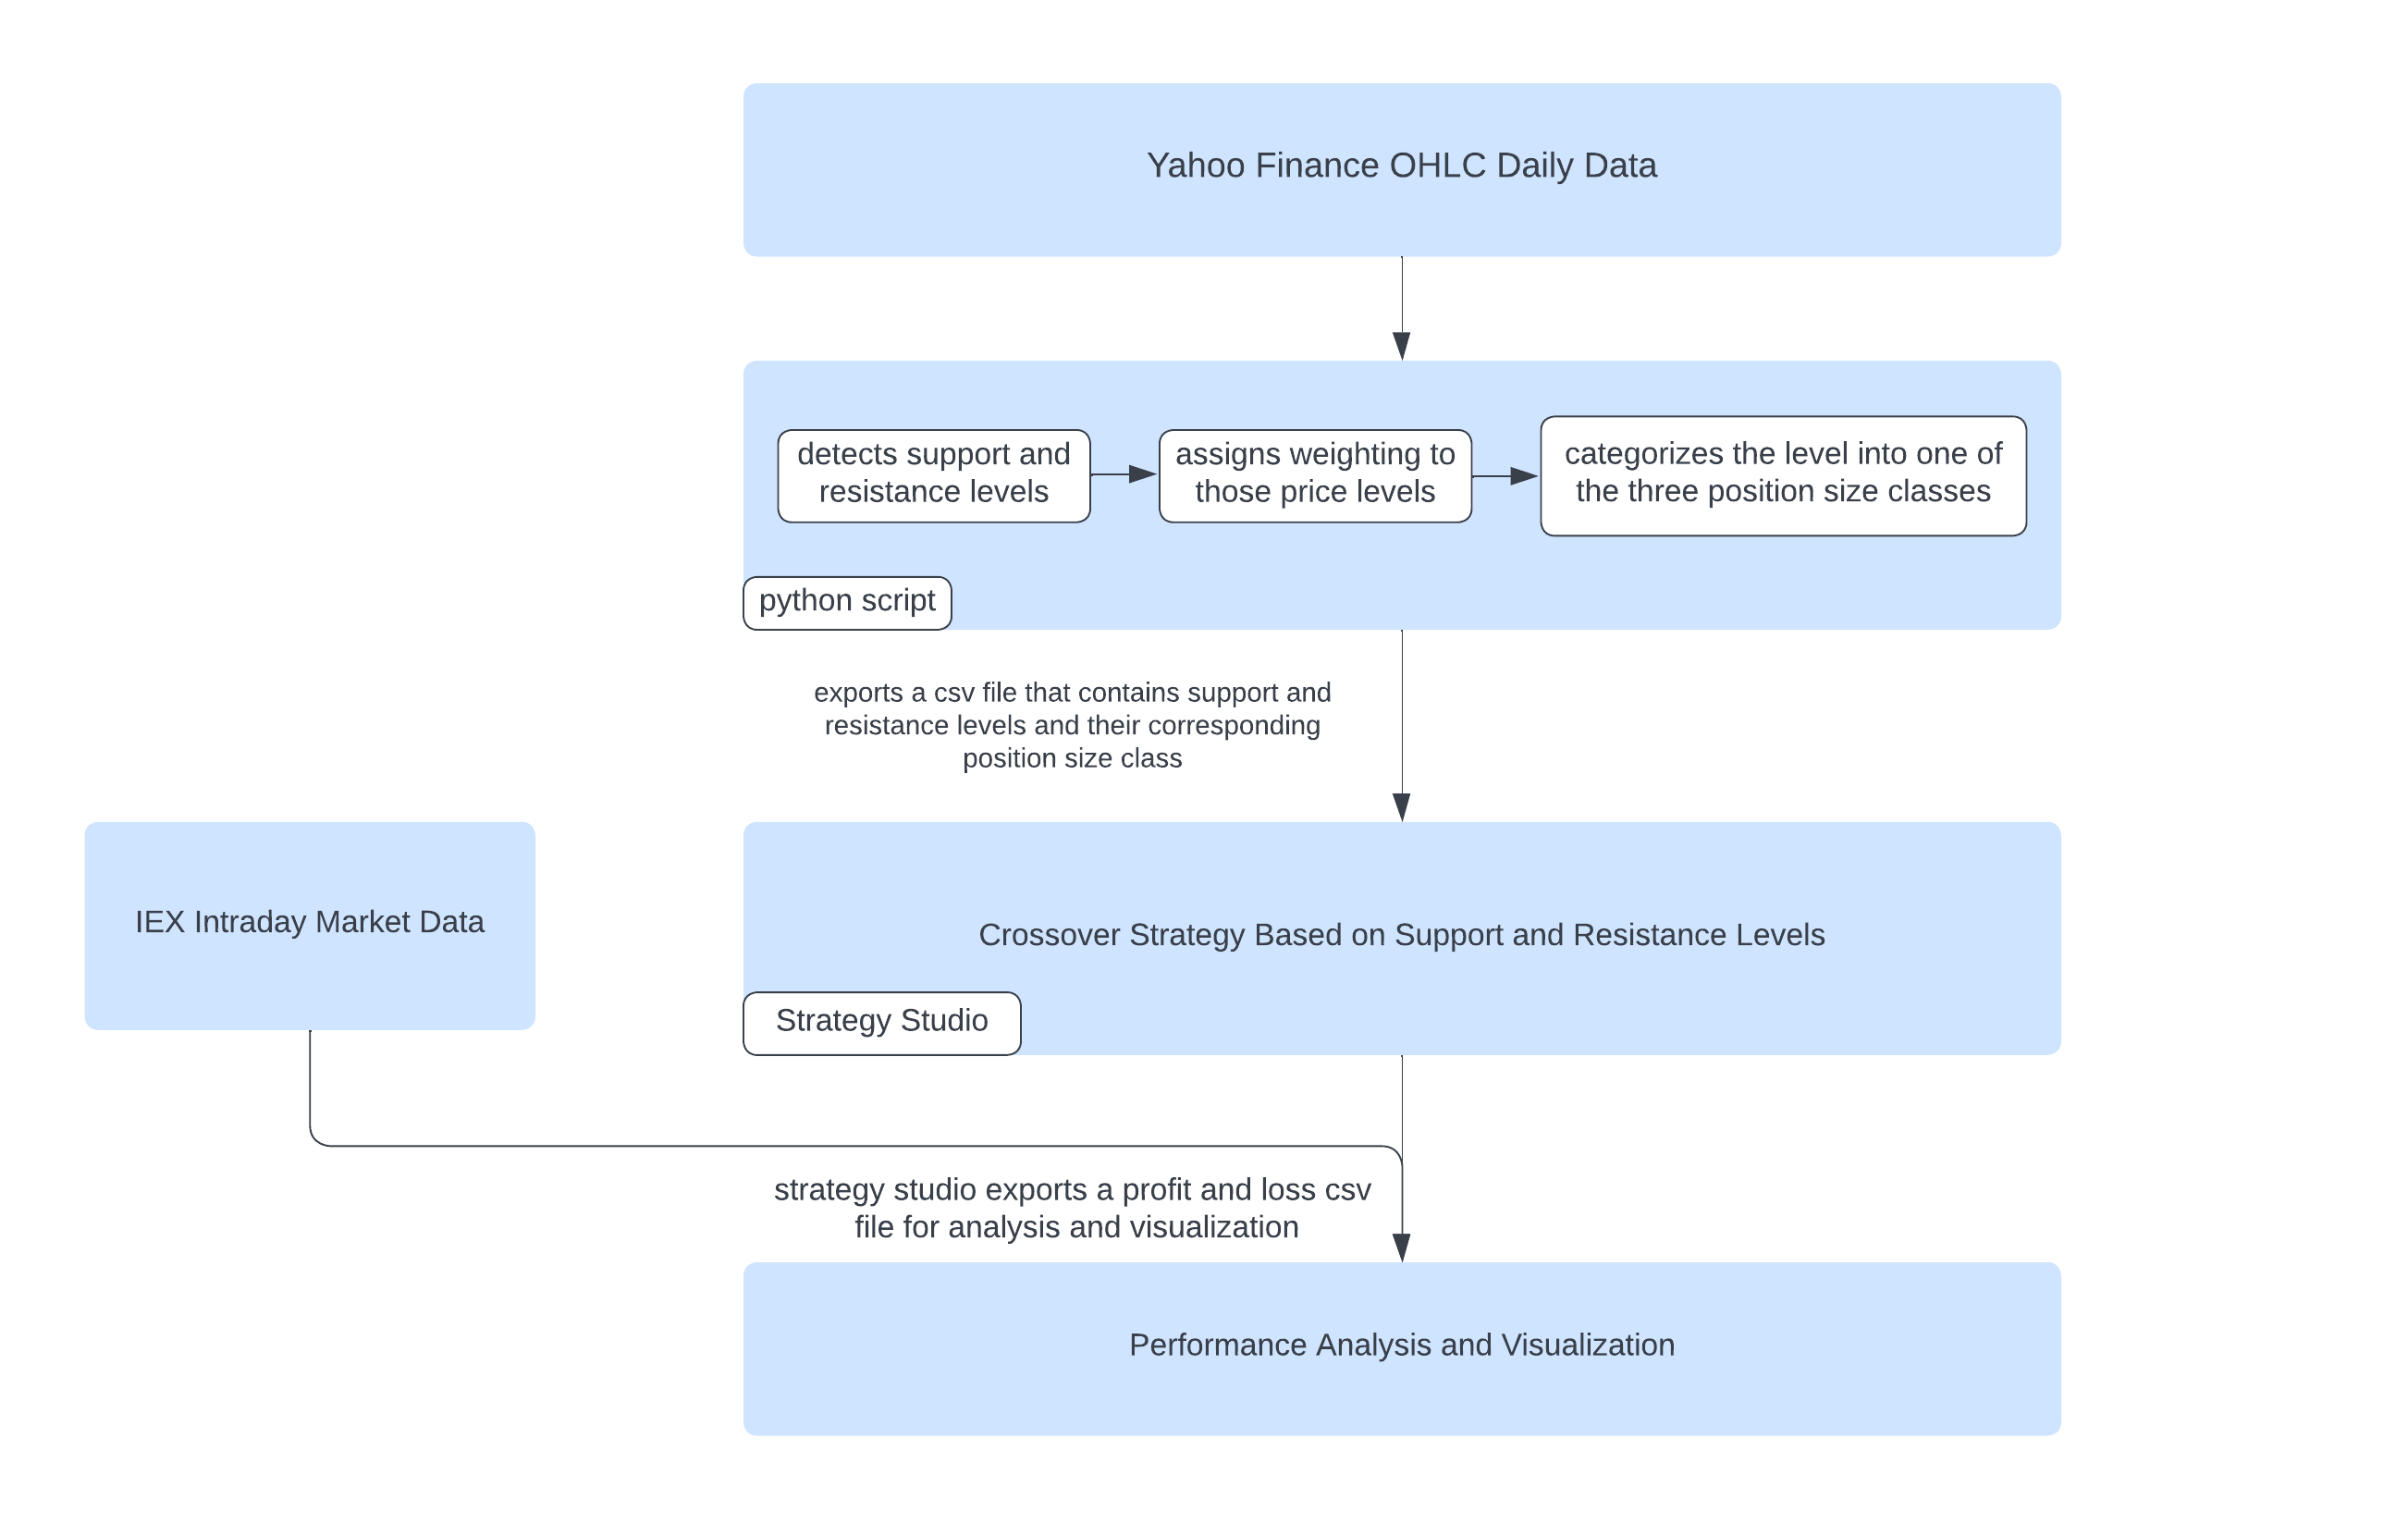 Yahoo Finance OHLC Daily Data
detects support and
resistance levels
assigns weighting to
those price levels
categorizes the level into one of
the three position size classes
python script
exports a csv file that contains support and
resistance levels and their corresponding
position size class
IEX Intraday Market Data
Crossover Strategy Based on Support and Resistance Levels
Strategy Studio
strategy studio exports a profit and loss csv
file for analysis and visualization
Performance Analysis and Visualization